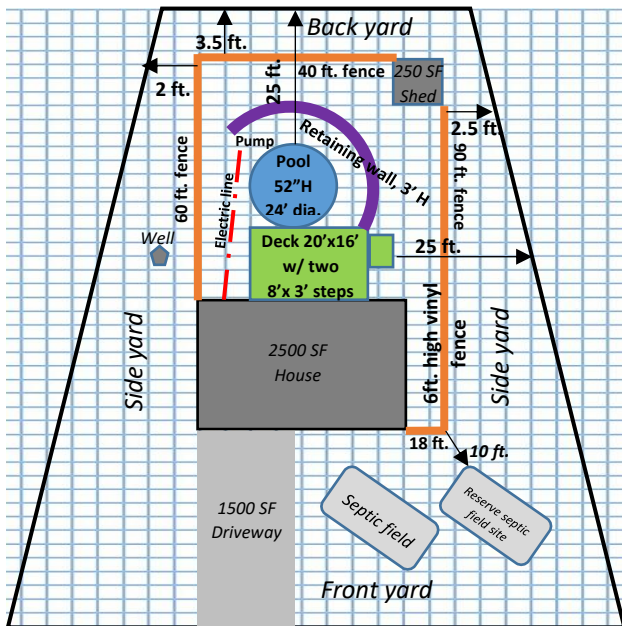 Back yard
3.5 ft.
40 ft. fence
250 SF
Shed
2 ft.
25 ft.
2.5 ft.
Retaining wall, 3’ H
Pump
Pool
52”H
24’ dia.
60 ft. fence
90 ft. fence
Electric line
Well
Deck 20’x16’
w/ two
8’x 3’ steps
25 ft.
6ft. high vinyl
fence
Side yard
Side yard
2500 SF
House
18 ft.
10 ft.
1500 SF
Driveway
Septic field
Reserve septic
field site
Front yard